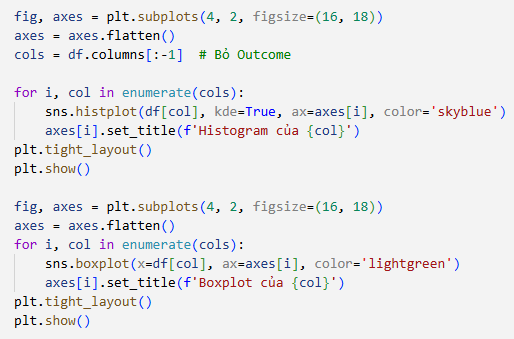 fig, axes = plt.subplots(4, 2, figsize=(16, 18))
axes = axes.flatten()
cols = df.columns[:-1]  # Bỏ Outcome

for i, col in enumerate(cols):
    sns.histplot(df[col], kde=True, ax=axes[i], color='skyblue')
    axes[i].set_title(f'Histogram của {col}')
plt.tight_layout()
plt.show()

fig, axes = plt.subplots(4, 2, figsize=(16, 18))
axes = axes.flatten()
for i, col in enumerate(cols):
    sns.boxplot(x=df[col], ax=axes[i], color='lightgreen')
    axes[i].set_title(f'Boxplot của {col}')
plt.tight_layout()
plt.show()